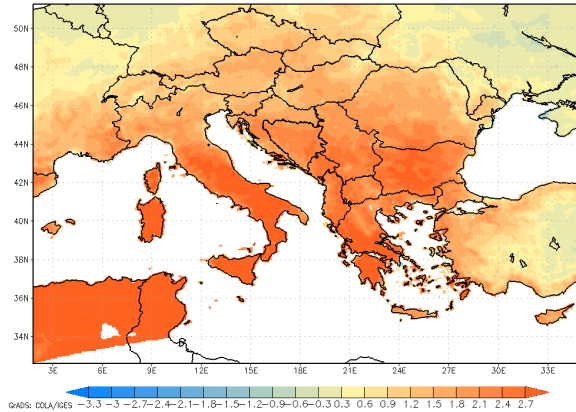 50N
48N
46N
44N
42N
40N
38N
36N
34N
3E 6E 9E 12E 15E 18E 21E 24E 27E 30E 33E
GrADS: COLA/IGES
-3.3 -3 -2.7 -2.4 -2.1 -1.8 -1.5 -1.2 -0.9 -0.6 -0.3 0.3 0.6 0.9 1.2 1.5 1.8 2.1 2.4 2.7